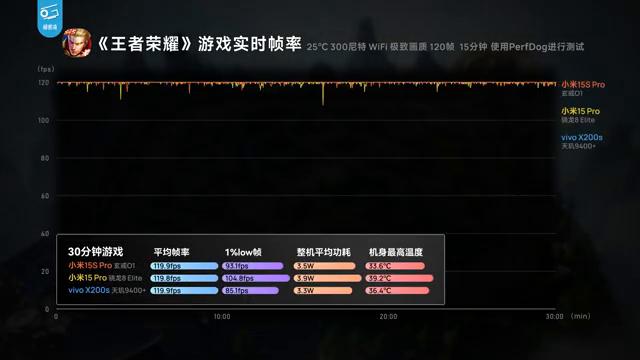 《王者荣耀》游戏实时帧率 25℃ 300尼特 WiFi 极致画质 120帧 15分钟 使用PerfDog进行测试
(fps)
120
100
80
60
40
20
0
小米15S Pro
玄戒O1
小米15 Pro
骁龙8 Elite
vivo X200s
天玑9400+
30分钟游戏 平均帧率 1%low帧 整机平均功耗 机身最高温度
小米15S Pro 玄戒O1 119.9fps 93.1fps 3.5W 33.6℃
小米15 Pro 骁龙8 Elite 119.8fps 104.8fps 3.9W 39.2℃
vivo X200s 天玑9400+ 119.9fps 85.1fps 3.3W 36.4℃
0 10:00 20:00 30:00 (min)